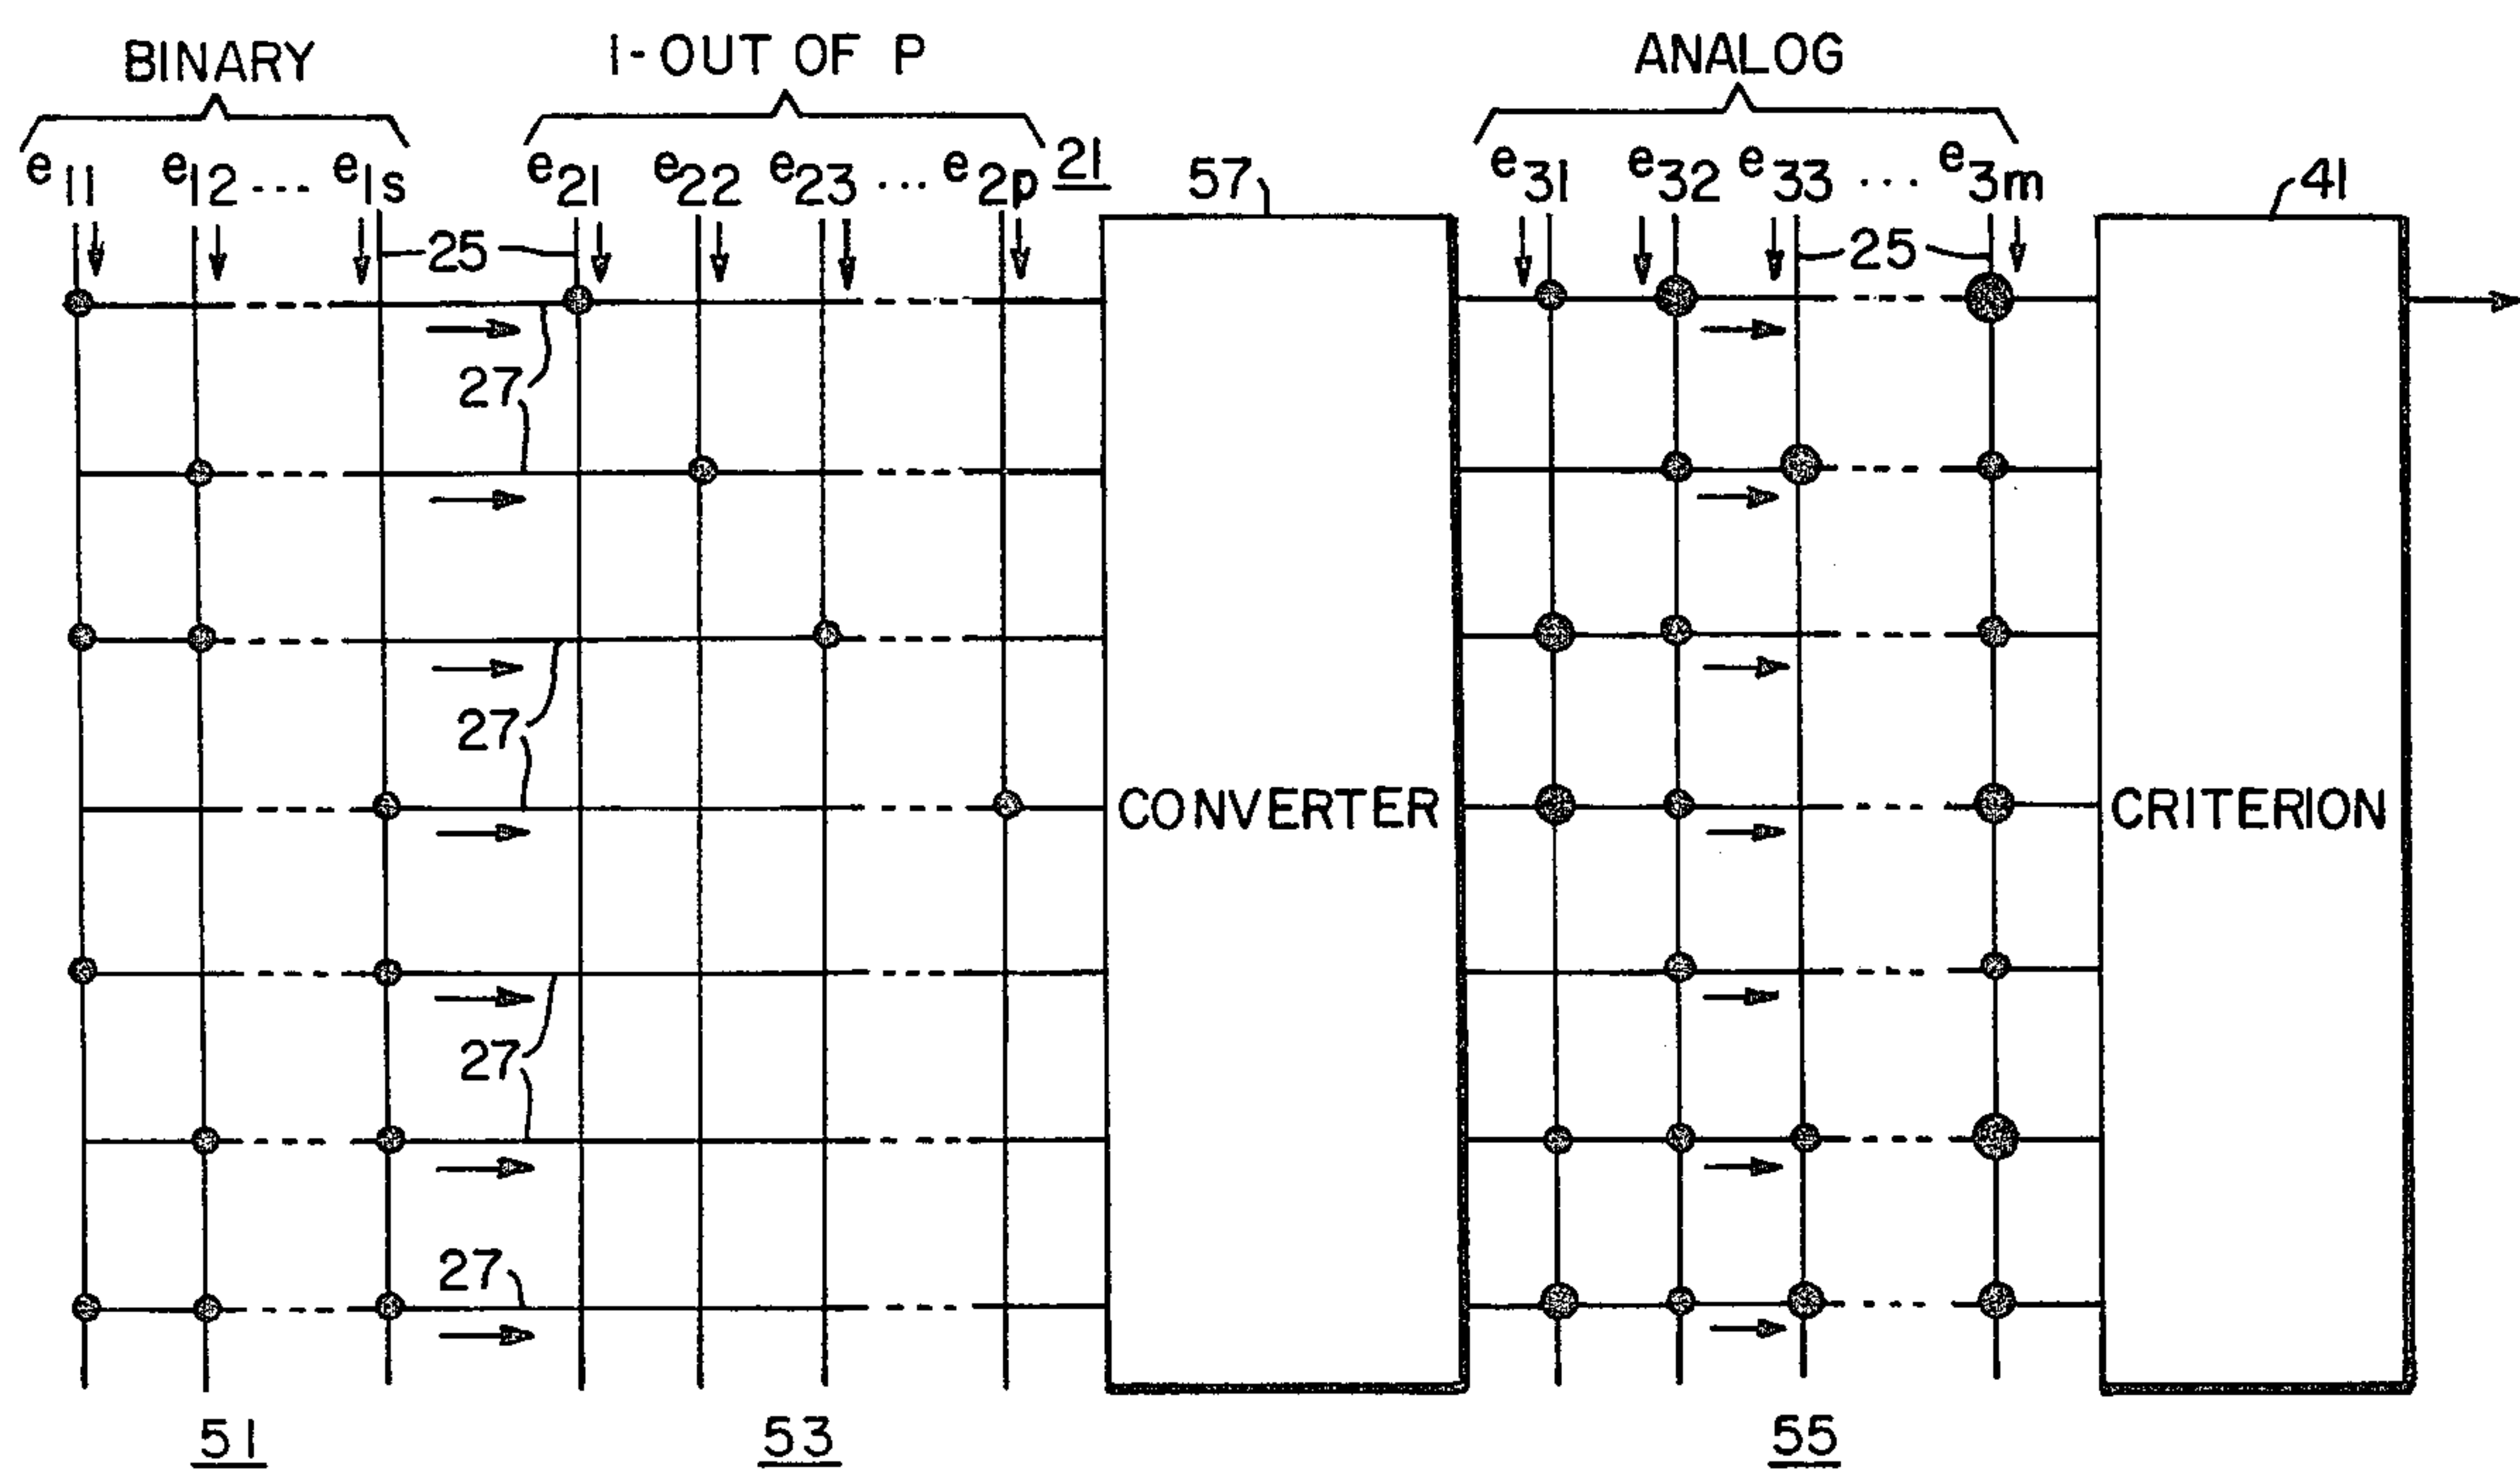 BINARY 1-OUT OF P ANALOG
e11 e12 --- e1s e21 e22 e23 ... e2p 21 57 e31 e32 e33 ... e3m 41
25 25
27
27
CONVERTER CRITERION
27
27
51 53 55